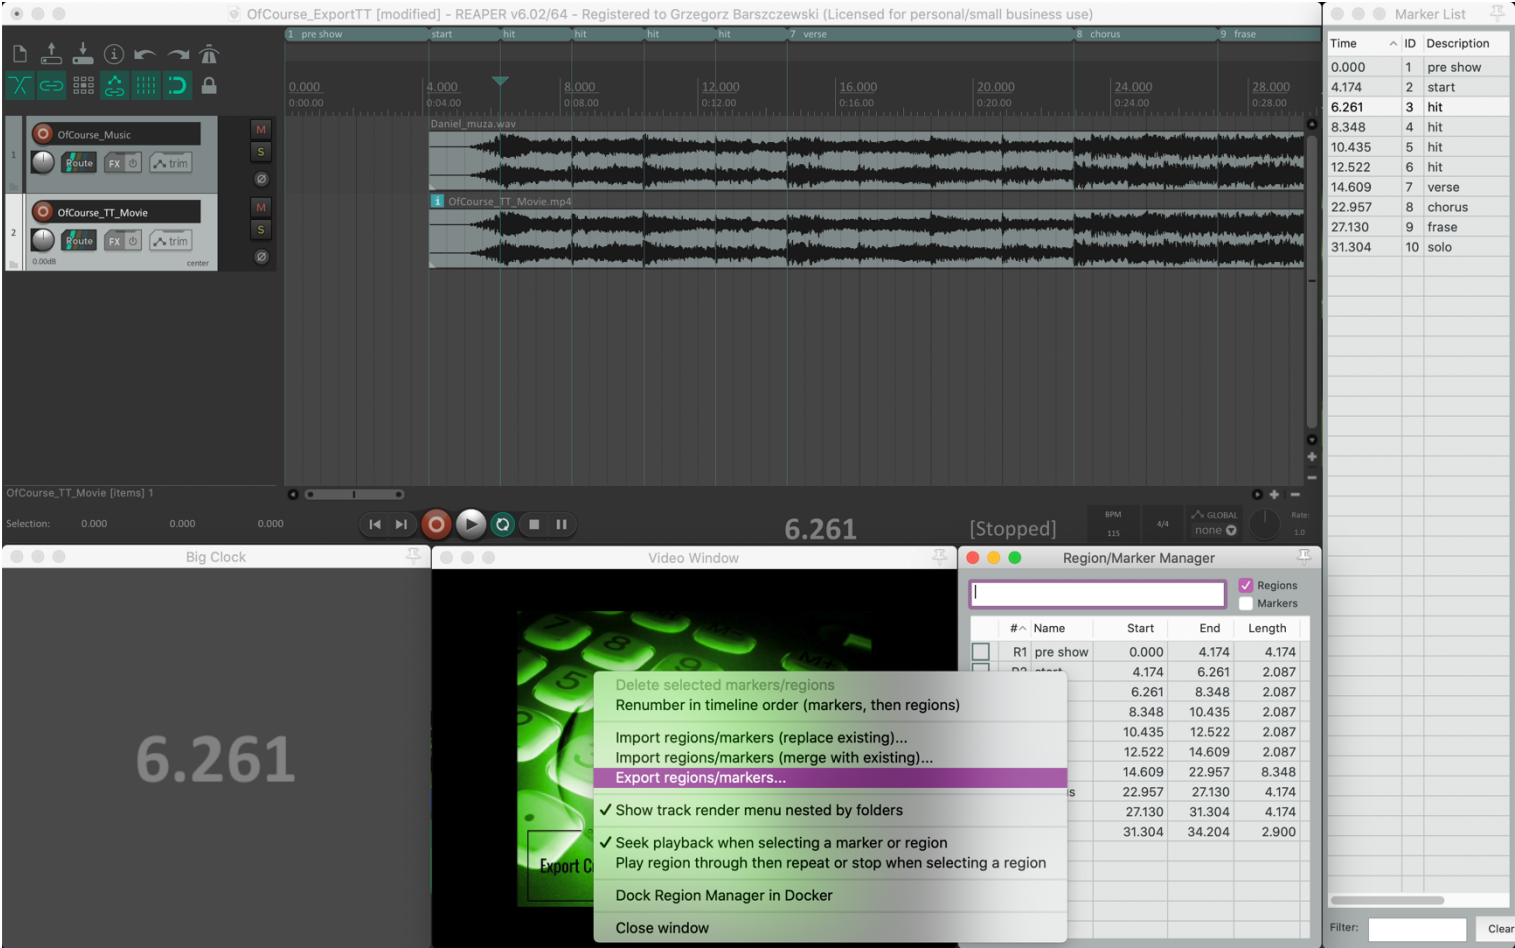 OfCourse_ExportTT [modified] - REAPER v6.02/64 - Registered to Grzegorz Barszczewski (Licensed for personal/small business use)
1 pre show
start
hit
hit
hit
hit
7 verse
8 chorus
9 frase
0.000
4.000
8.000
12.000
16.000
20.000
24.000
28.000
0:00.00
0:04.00
0:08.00
0:12.00
0:16.00
0:20.00
0:24.00
0:28.00
1
OfCourse_Music
M
S
Route
FX
trim
Daniel_muza.wav
2
OfCourse_TT_Movie
M
S
Route
FX
trim
0.00dB
center
i OfCourse_TT_Movie.mp4
OfCourse_TT_Movie [items] 1
Selection: 0.000 0.000 0.000
6.261
[Stopped]
BPM
115
4/4
GLOBAL
none
Rate:
1.0
Big Clock
6.261
Video Window
Export
Delete selected markers/regions
Renumber in timeline order (markers, then regions)
Import regions/markers (replace existing)...
Import regions/markers (merge with existing)...
Export regions/markers...
✓ Show track render menu nested by folders
✓ Seek playback when selecting a marker or region
Play region through then repeat or stop when selecting a region
Dock Region Manager in Docker
Close window
Region/Marker Manager
Regions
Markers
# Name Start End Length
R1 pre show 0.000 4.174 4.174
4.174 6.261 2.087
6.261 8.348 2.087
8.348 10.435 2.087
10.435 12.522 2.087
12.522 14.609 2.087
14.609 22.957 8.348
22.957 27.130 4.174
27.130 31.304 4.174
31.304 34.204 2.900
Marker List
Time ID Description
0.000 1 pre show
4.174 2 start
6.261 3 hit
8.348 4 hit
10.435 5 hit
12.522 6 hit
14.609 7 verse
22.957 8 chorus
27.130 9 frase
31.304 10 solo
Filter:
Clear